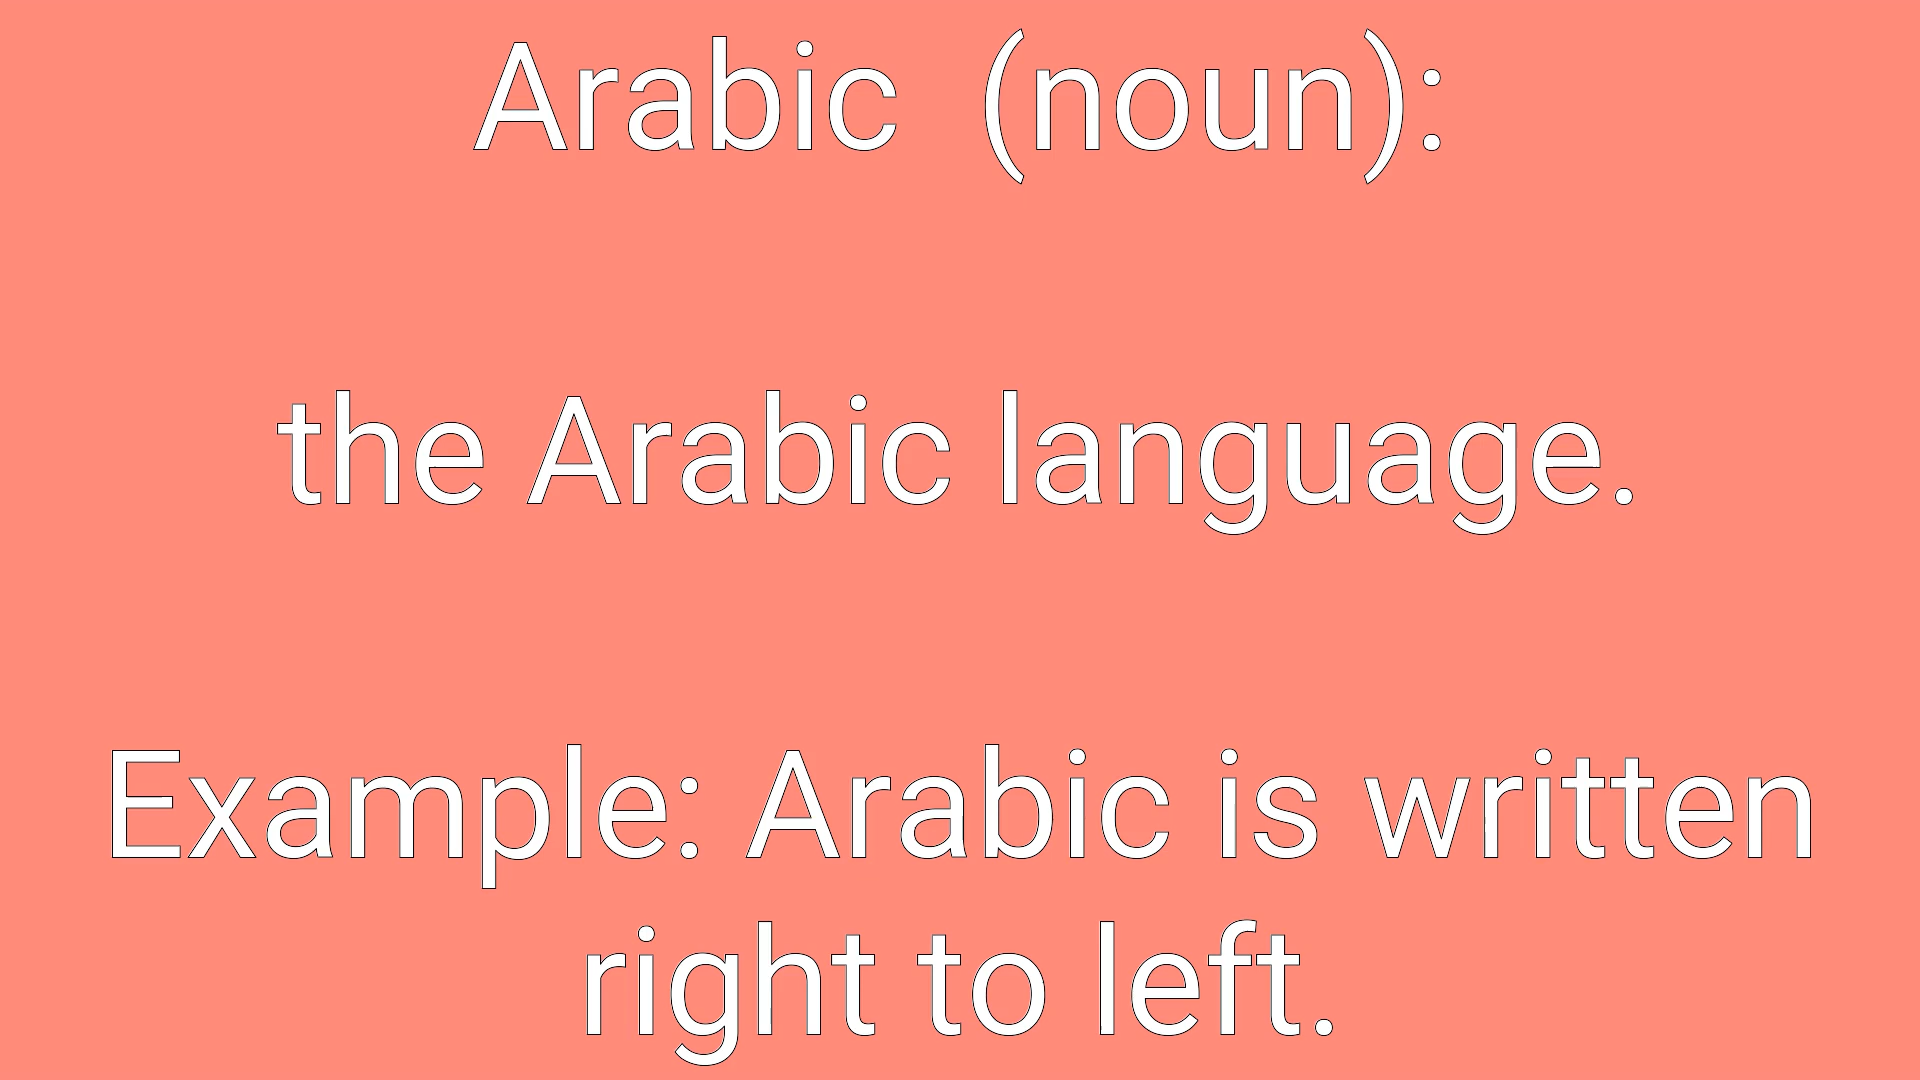 Arabic  (noun):
the Arabic language.
Example: Arabic is written
right to left.